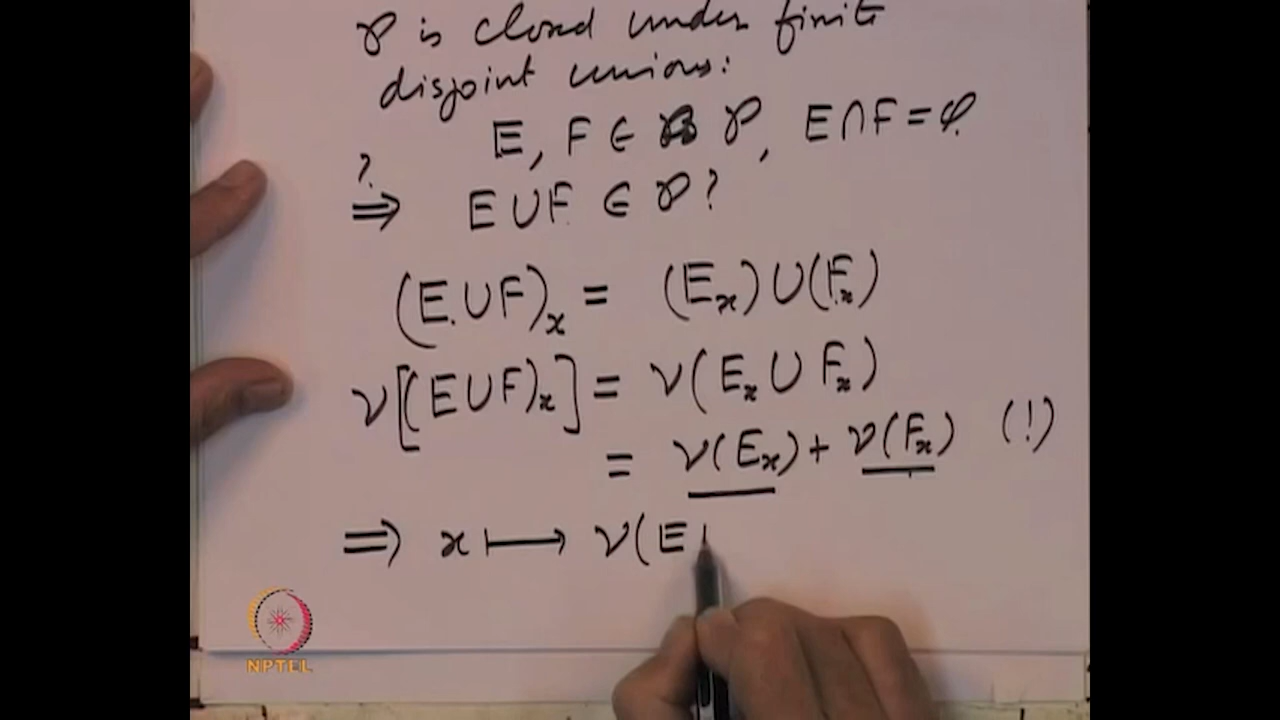 𝒫 is closed under finite
disjoint unions:
E, F ∈ 𝒫, E ∩ F = φ.
?
⇒ E ∪ F ∈ 𝒫?
(E ∪ F)ₓ = (Eₓ) ∪ (Fₓ)
ν[(E ∪ F)ₓ] = ν(Eₓ ∪ Fₓ)
= ν(Eₓ) + ν(Fₓ) (!)
⇒ x ⟼ ν(E
NPTEL